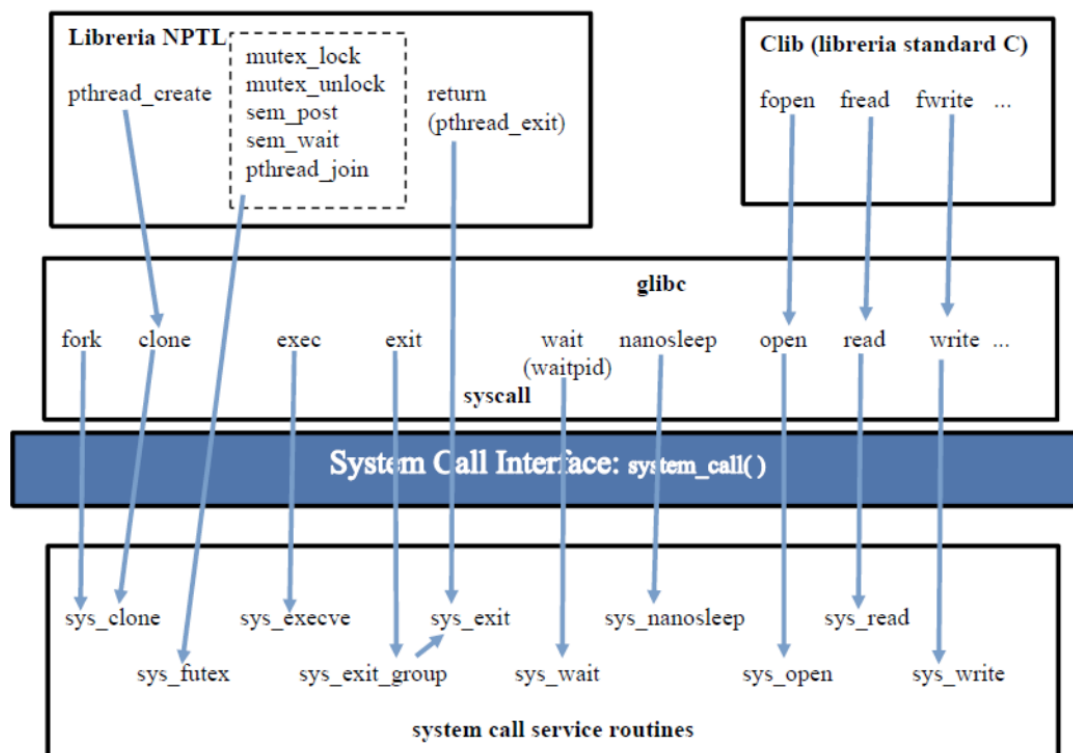 Libreria NPTL
pthread_create
mutex_lock
mutex_unlock
sem_post
sem_wait
pthread_join
return
(pthread_exit)
Clib (libreria standard C)
fopen fread fwrite ...
glibc
fork clone exec exit wait nanosleep open read write ...
(waitpid)
syscall
System Call Interface: system_call( )
sys_clone sys_execve sys_exit sys_nanosleep sys_read
sys_futex sys_exit_group sys_wait sys_open sys_write
system call service routines